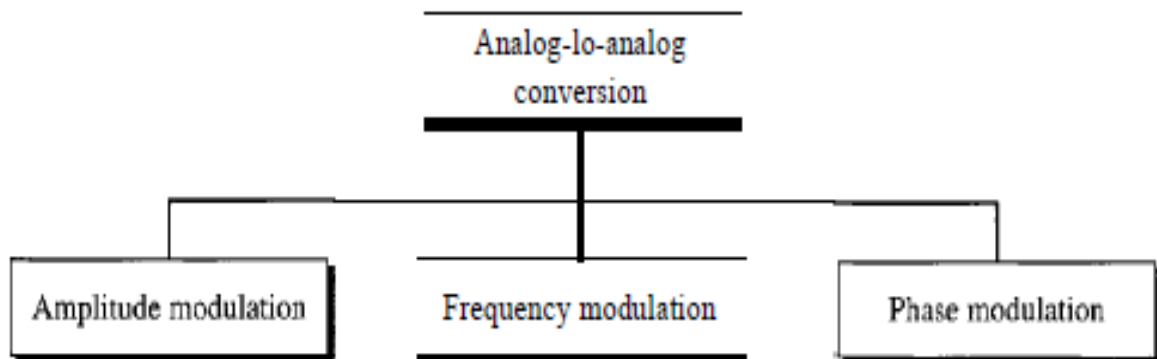 Analog-lo-analog
conversion
Amplitude modulation
Frequency modulation
Phase modulation